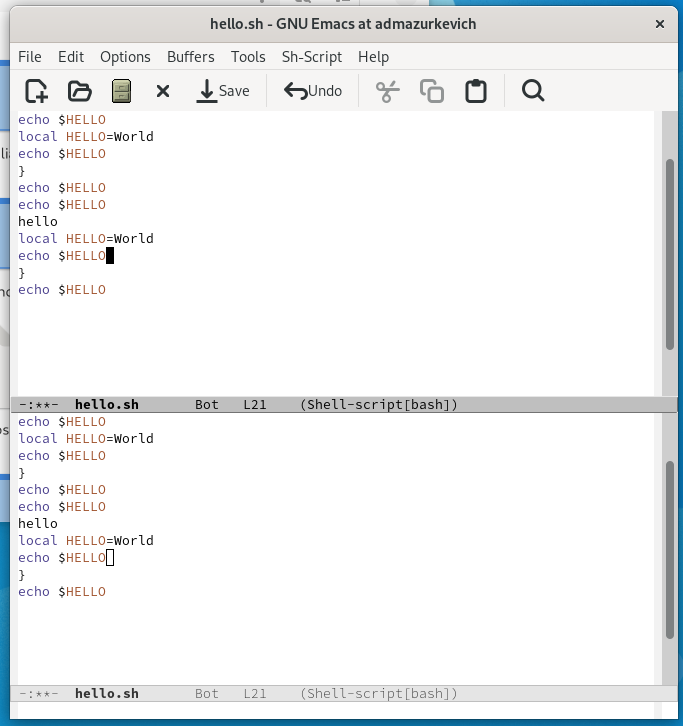 hello.sh - GNU Emacs at admazurkevich
File Edit Options Buffers Tools Sh-Script Help
Save Undo
echo $HELLO
local HELLO=World
echo $HELLO
}
echo $HELLO
echo $HELLO
hello
local HELLO=World
echo $HELLO
}
echo $HELLO
-:**- hello.sh Bot L21 (Shell-script[bash])
echo $HELLO
local HELLO=World
echo $HELLO
}
echo $HELLO
echo $HELLO
hello
local HELLO=World
echo $HELLO
}
echo $HELLO
-:**- hello.sh Bot L21 (Shell-script[bash])